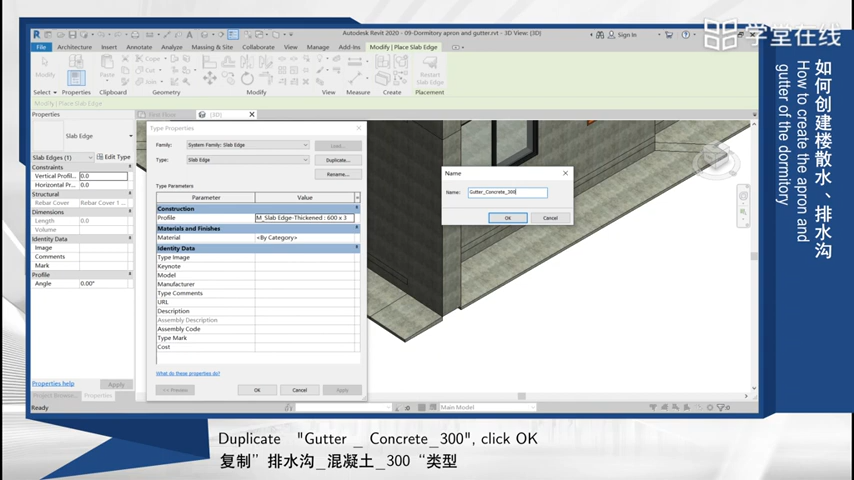 Autodesk Revit 2020 - 09-Dormitory apron and gutter.rvt - 3D View: {3D}
Sign In
学堂在线
File Architecture Insert Annotate Analyze Massing & Site Collaborate View Manage Add-Ins Modify | Place Slab Edge
Modify
Paste
Cope
Cut
Join
Restart
Slab Edge
Select Properties Clipboard Geometry Modify View Measure Create Placement
Modify | Place Slab Edge
Properties
{3D}
Slab Edge
Slab Edges (1) Edit Type
Constraints
Vertical Profil... 0.0
Horizontal Pr... 0.0
Structural
Rebar Cover Rebar Cover 1 ...
Dimensions
Length 0.0
Volume
Identity Data
Image
Comments
Mark
Profile
Angle 0.00°
Properties help Apply
Project Browser... Properties
Ready
Main Model
Type Properties
Family: System Family: Slab Edge Load...
Type: Slab Edge Duplicate...
Rename...
Type Parameters
Parameter Value
Construction
Profile M_Slab Edge-Thickened : 600 x 3
Materials and Finishes
Material <By Category>
Identity Data
Type Image
Keynote
Model
Manufacturer
Type Comments
URL
Description
Assembly Description
Assembly Code
Type Mark
Cost
What do these properties do?
<< Preview OK Cancel Apply
Name
Name: Gutter_Concrete_300
OK Cancel
如何创建楼散水、排水沟
How to create the apron and
gutter of the dormitory
Duplicate "Gutter _ Concrete_300", click OK
复制”排水沟_混凝土_300“类型